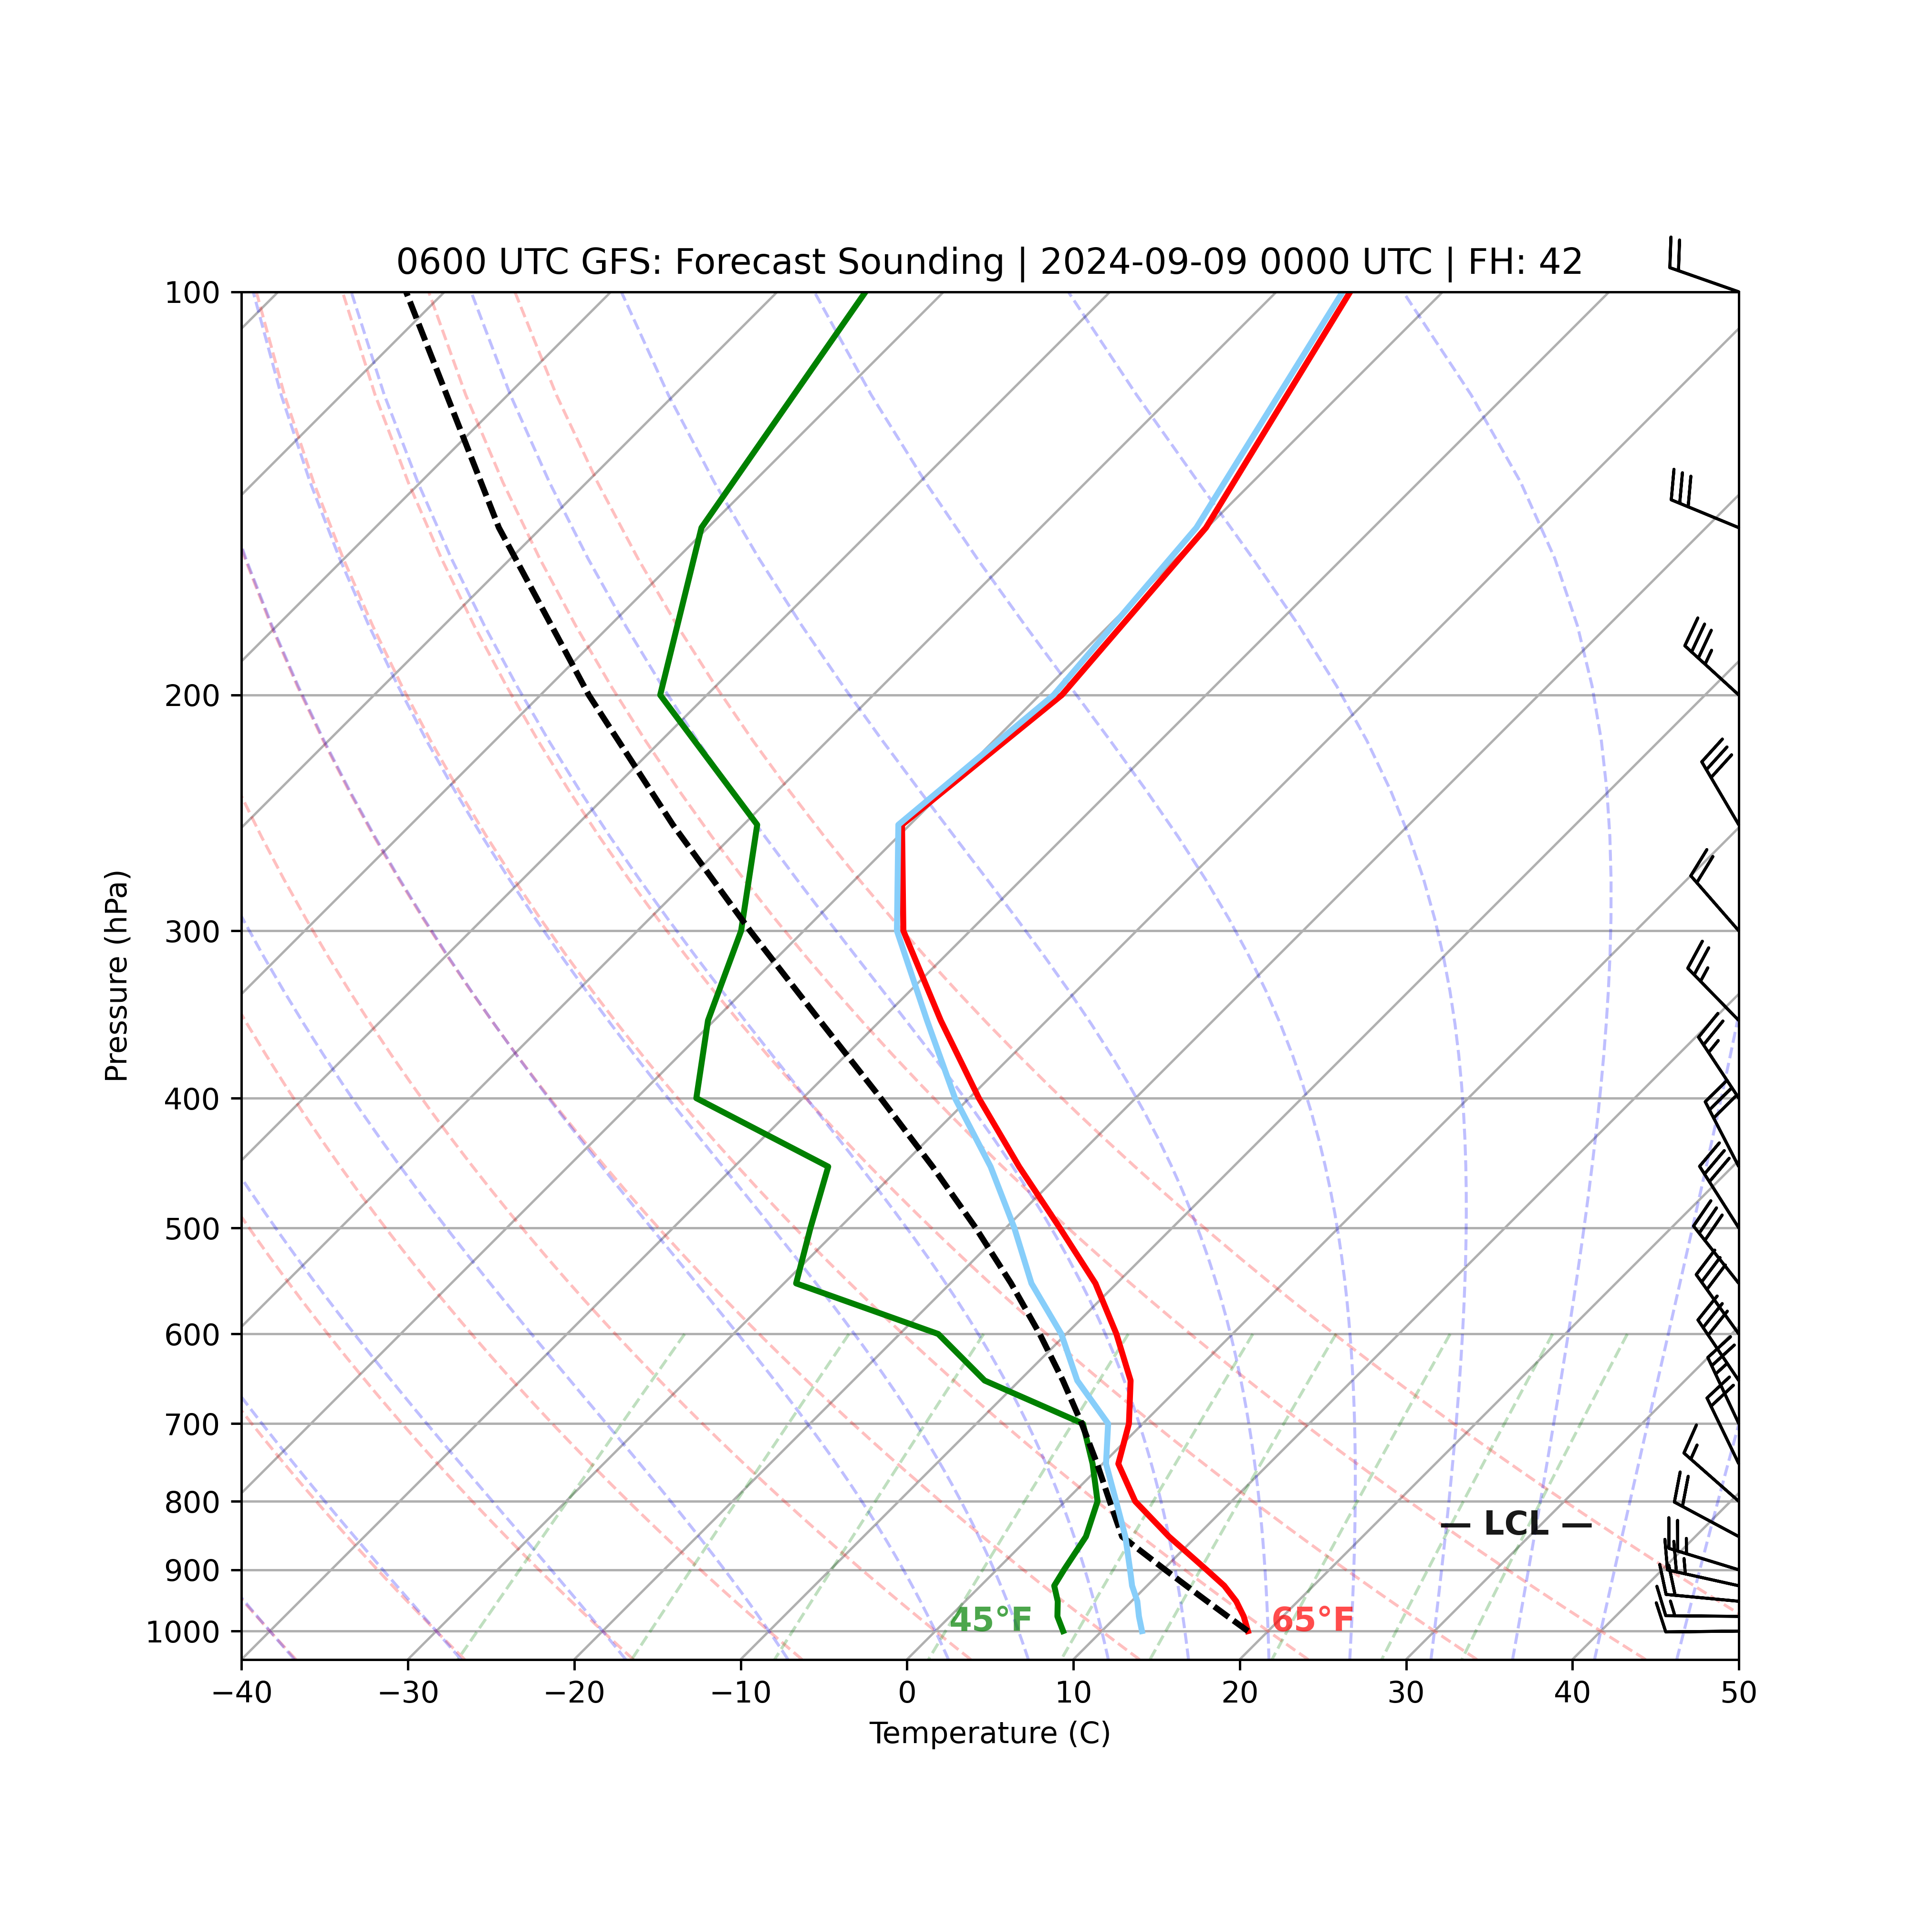 0600 UTC GFS: Forecast Sounding | 2024-09-09 0000 UTC | FH: 42
100
200
300
400
500
600
700
800
900
1000
Pressure (hPa)
— LCL —
45°F
65°F
−40 −30 −20 −10 0 10 20 30 40 50
Temperature (C)